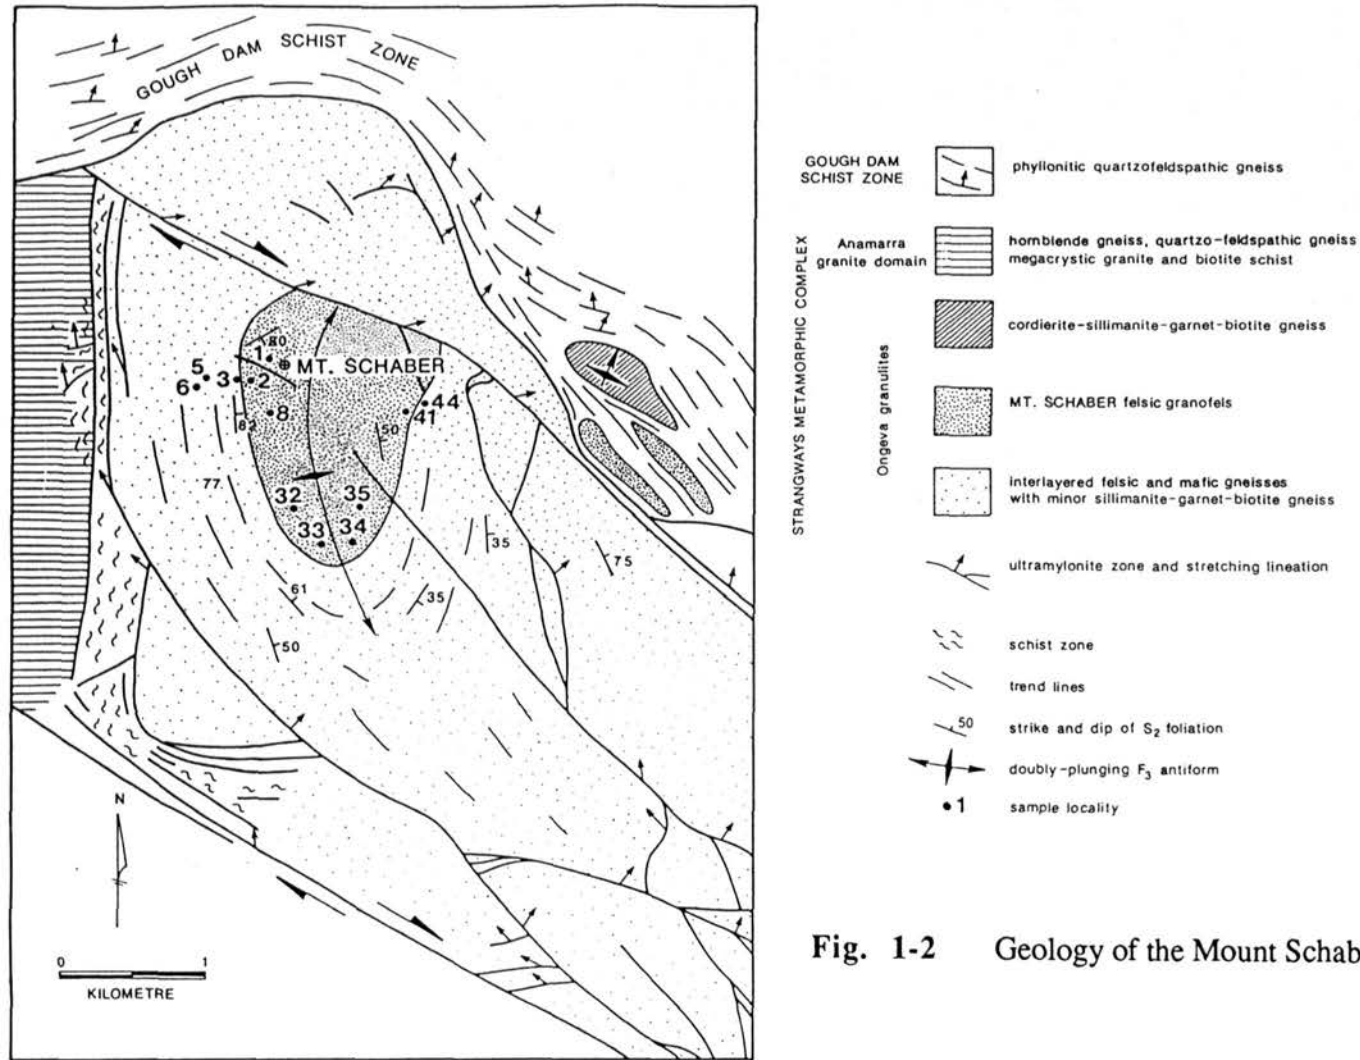 GOUGH DAM SCHIST ZONE
80
1
MT. SCHABER
5
6
3
2
8
82
44
41
50
77
32
35
33
34
35
75
61
35
50
N
0 1
KILOMETRE
GOUGH DAM
SCHIST ZONE
phyllonitic quartzofeldspathic gneiss
STRANGWAYS METAMORPHIC COMPLEX
Anamarra
granite domain
hornblende gneiss, quartzo-feldspathic gneiss
megacrystic granite and biotite schist
Ongeva granulites
cordierite-sillimanite-garnet-biotite gneiss
MT. SCHABER felsic granofels
interlayered felsic and mafic gneisses
with minor sillimanite-garnet-biotite gneiss
ultramylonite zone and stretching lineation
schist zone
trend lines
50
strike and dip of S₂ foliation
doubly-plunging F₃ antiform
1
sample locality
Fig. 1-2 Geology of the Mount Schab